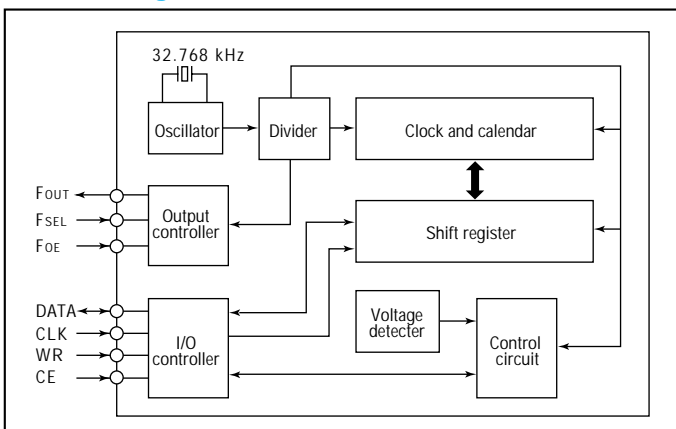 32.768 kHz
Oscillator
Divider
Clock and calendar
FOUT
FSEL
FOE
Output
controller
Shift register
DATA
CLK
WR
CE
I/O
controller
Voltage
detecter
Control
circuit